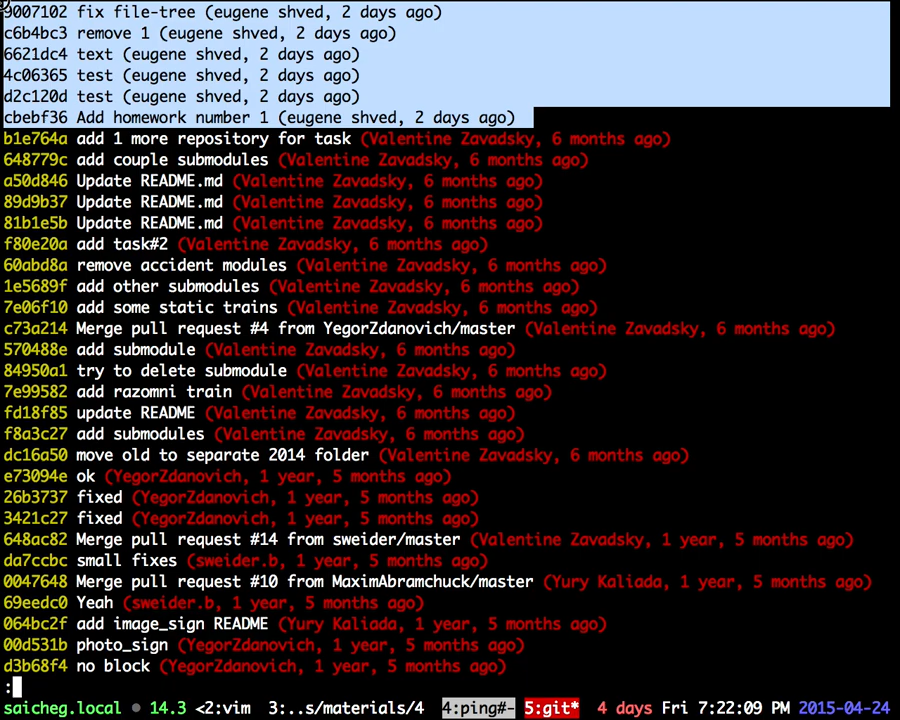 9007102 fix file-tree (eugene shved, 2 days ago)
c6b4bc3 remove 1 (eugene shved, 2 days ago)
6621dc4 text (eugene shved, 2 days ago)
4c06365 test (eugene shved, 2 days ago)
d2c120d test (eugene shved, 2 days ago)
cbebf36 Add homework number 1 (eugene shved, 2 days ago)
b1e764a add 1 more repository for task (Valentine Zavadsky, 6 months ago)
648779c add couple submodules (Valentine Zavadsky, 6 months ago)
a50d846 Update README.md (Valentine Zavadsky, 6 months ago)
89d9b37 Update README.md (Valentine Zavadsky, 6 months ago)
81b1e5b Update README.md (Valentine Zavadsky, 6 months ago)
f80e20a add task#2 (Valentine Zavadsky, 6 months ago)
60abd8a remove accident modules (Valentine Zavadsky, 6 months ago)
1e5689f add other submodules (Valentine Zavadsky, 6 months ago)
7e06f10 add some static trains (Valentine Zavadsky, 6 months ago)
c73a214 Merge pull request #4 from YegorZdanovich/master (Valentine Zavadsky, 6 months ago)
570488e add submodule (Valentine Zavadsky, 6 months ago)
84950a1 try to delete submodule (Valentine Zavadsky, 6 months ago)
7e99582 add razomni train (Valentine Zavadsky, 6 months ago)
fd18f85 update README (Valentine Zavadsky, 6 months ago)
f8a3c27 add submodules (Valentine Zavadsky, 6 months ago)
dc16a50 move old to separate 2014 folder (Valentine Zavadsky, 6 months ago)
e73094e ok (YegorZdanovich, 1 year, 5 months ago)
26b3737 fixed (YegorZdanovich, 1 year, 5 months ago)
3421c27 fixed (YegorZdanovich, 1 year, 5 months ago)
648ac82 Merge pull request #14 from sweider/master (Valentine Zavadsky, 1 year, 5 months ago)
da7ccbc small fixes (sweider.b, 1 year, 5 months ago)
0047648 Merge pull request #10 from MaximAbramchuck/master (Yury Kaliada, 1 year, 5 months ago)
69eedc0 Yeah (sweider.b, 1 year, 5 months ago)
064bc2f add image_sign README (Yury Kaliada, 1 year, 5 months ago)
00d531b photo_sign (YegorZdanovich, 1 year, 5 months ago)
d3b68f4 no block (YegorZdanovich, 1 year, 5 months ago)
:
saicheg.local ● 14.3 <2:vim 3:..s/materials/4 4:ping#- 5:git* 4 days Fri 7:22:09 PM 2015-04-24